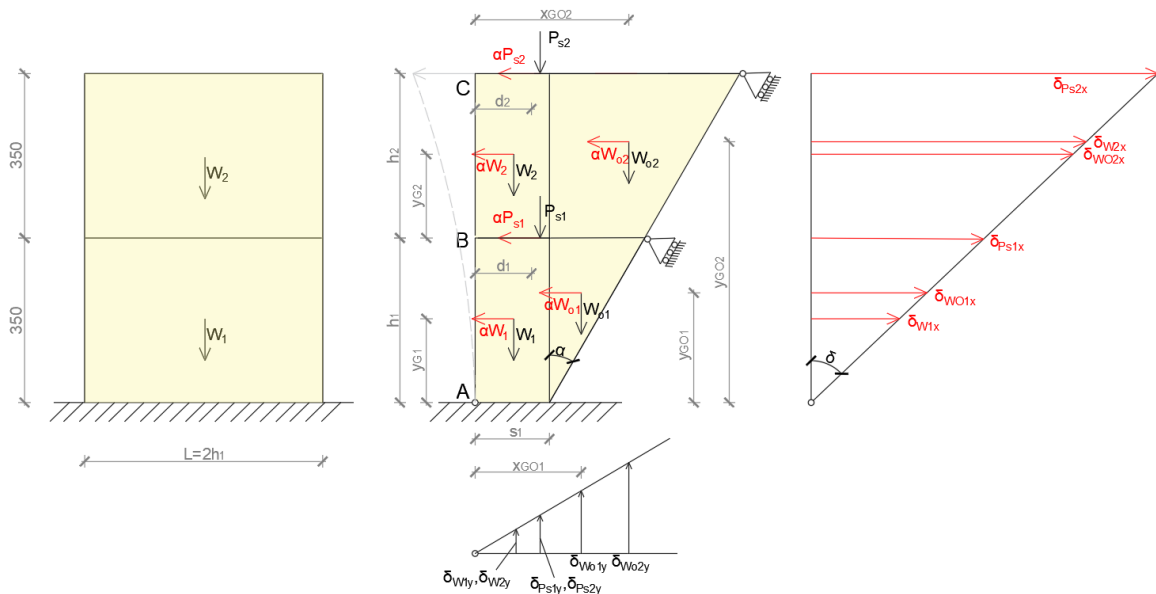 xGO2
Ps2
αPs2
C
δPs2x
d2
350
h2
W2
αW2
W2
αWo2
Wo2
δW2x
δWO2x
yG2
Ps1
αPs1
B
δPs1x
yGO2
d1
350
h1
W1
αW1
W1
αWo1
Wo1
δWO1x
δW1x
yG1
yGO1
α
δ
A
s1
L=2h1
xGO1
δWo1y
δWo2y
δW1y,δW2y
δPs1y,δPs2y